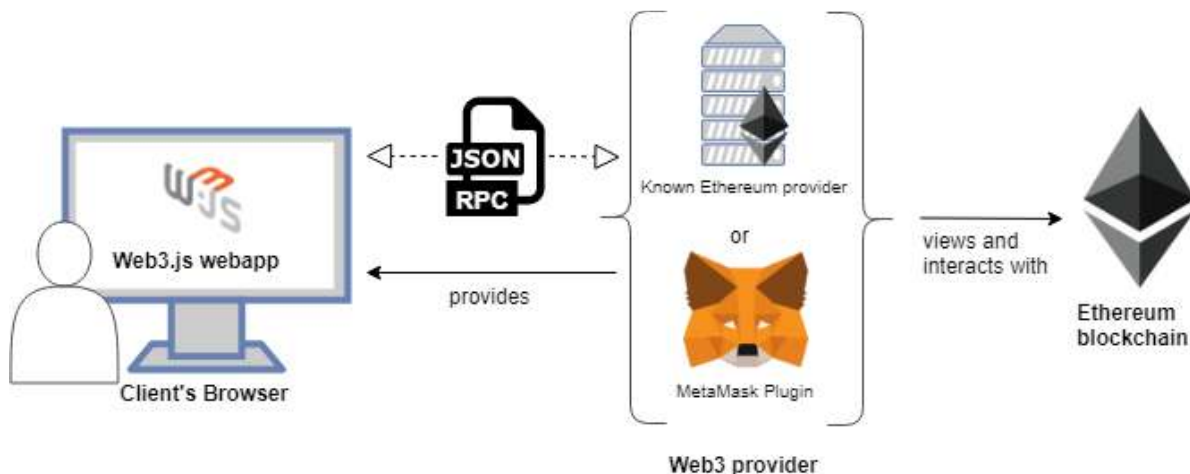 W3JS
Web3.js webapp
Client's Browser
JSON
RPC
provides
Known Ethereum provider
or
MetaMask Plugin
Web3 provider
views and
interacts with
Ethereum
blockchain